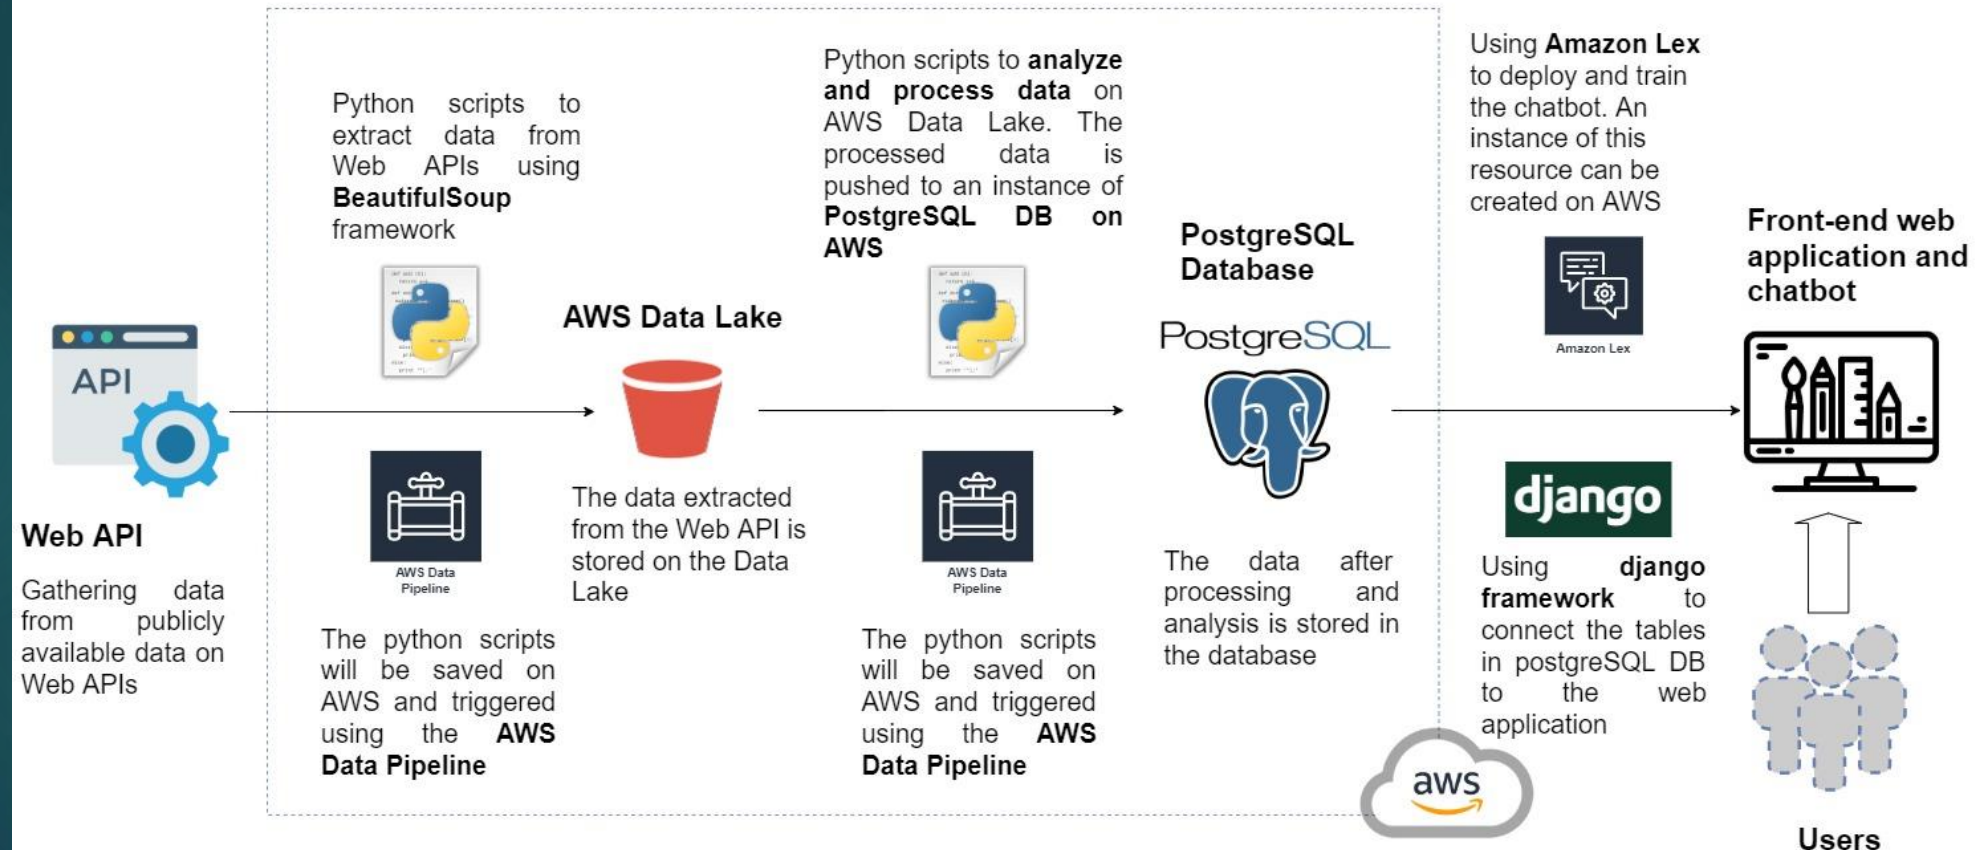 API
Web API
Gathering data
from publicly
available data on
Web APIs
Python scripts to
extract data from
Web APIs using
BeautifulSoup
framework
AWS Data
Pipeline
The python scripts
will be saved on
AWS and triggered
using the AWS
Data Pipeline
AWS Data Lake
The data extracted
from the Web API is
stored on the Data
Lake
Python scripts to analyze
and process data on
AWS Data Lake. The
processed data is
pushed to an instance of
PostgreSQL DB on
AWS
AWS Data
Pipeline
The python scripts
will be saved on
AWS and triggered
using the AWS
Data Pipeline
PostgreSQL
Database
PostgreSQL
The data after
processing and
analysis is stored in
the database
Using Amazon Lex
to deploy and train
the chatbot. An
instance of this
resource can be
created on AWS
Amazon Lex
django
Using django
framework to
connect the tables
in postgreSQL DB
to the web
application
aws
Front-end web
application and
chatbot
Users